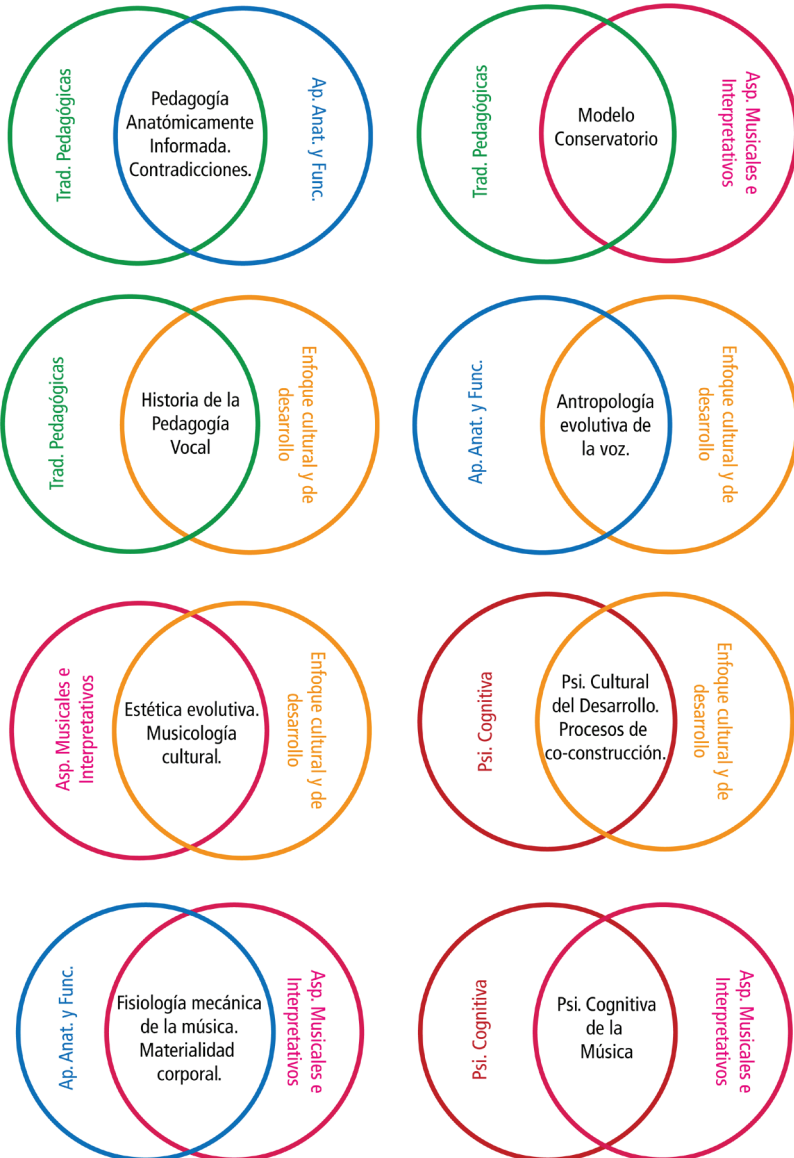 Trad. Pedagógicas
Pedagogía
Anatómicamente
Informada.
Contradicciones.
Ap. Anat. y Func.
Trad. Pedagógicas
Modelo
Conservatorio
Asp. Musicales e
Interpretativos
Trad. Pedagógicas
Historia de la
Pedagogía
Vocal
Enfoque cultural y de
desarrollo
Ap. Anat. y Func.
Antropología
evolutiva de
la voz.
Enfoque cultural y de
desarrollo
Asp. Musicales e
Interpretativos
Estética evolutiva.
Musicología
cultural.
Enfoque cultural y de
desarrollo
Psi. Cognitiva
Psi. Cultural
del Desarrollo.
Procesos de
co-construcción.
Enfoque cultural y de
desarrollo
Ap. Anat. y Func.
Fisiología mecánica
de la música.
Materialidad
corporal.
Asp. Musicales e
Interpretativos
Psi. Cognitiva
Psi. Cognitiva
de la
Música
Asp. Musicales e
Interpretativos